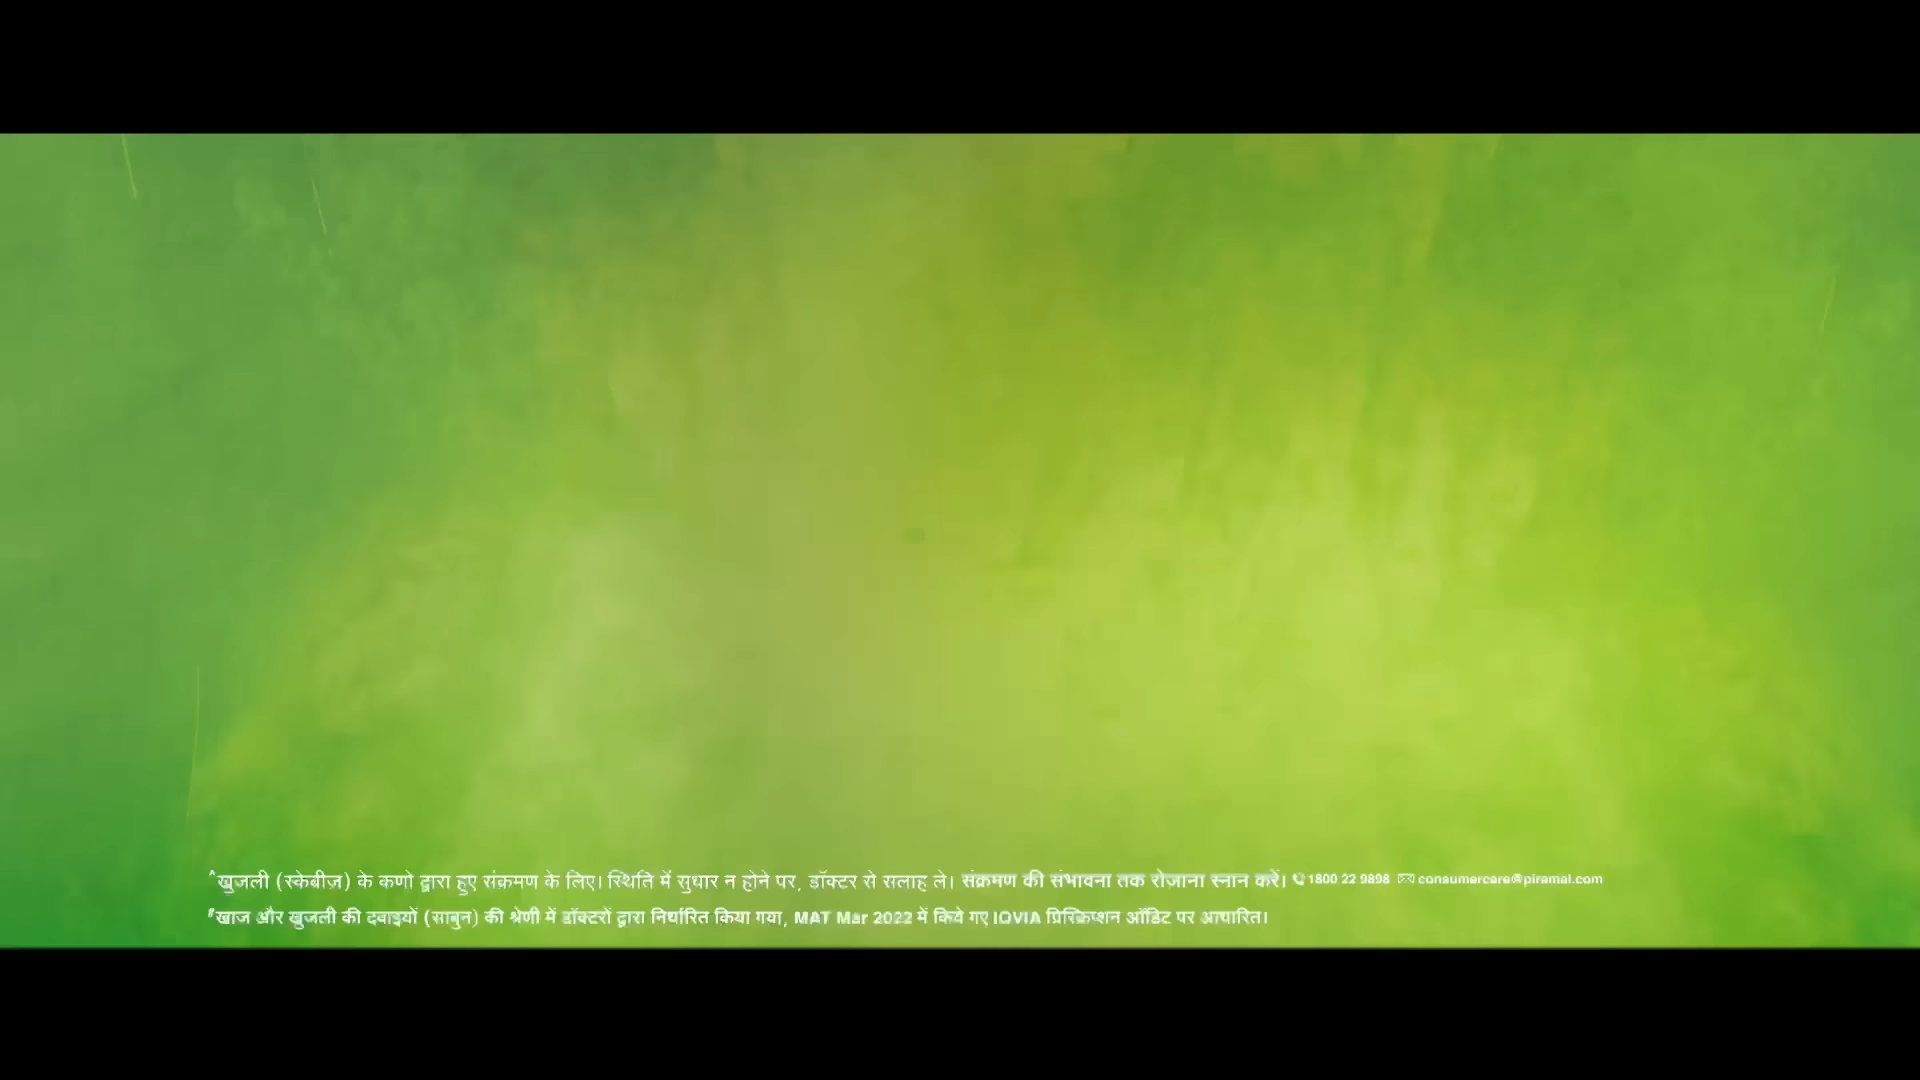 ^खुजली (स्केबीज़) के कणो द्वारा हुए संक्रमण के लिए। स्थिति में सुधार न होने पर, डॉक्टर से सलाह ले। संक्रमण की संभावना तक रोज़ाना स्नान करें। 1800 22 9898 consumercare@piramal.com
#खाज और खुजली की दवाइयों (साबुन) की श्रेणी में डॉक्टरों द्वारा निर्धारित किया गया, MAT Mar 2022 में किये गए IQVIA प्रिस्क्रिप्शन ऑडिट पर आधारित।